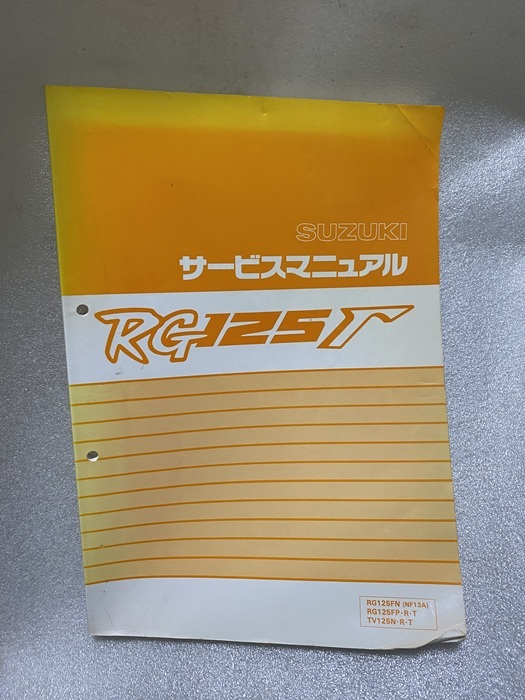 SUZUKI
サービスマニュアル
RG125Γ
RG125FN (NF13A)
RG125FP・R・T
TV125N・R・T